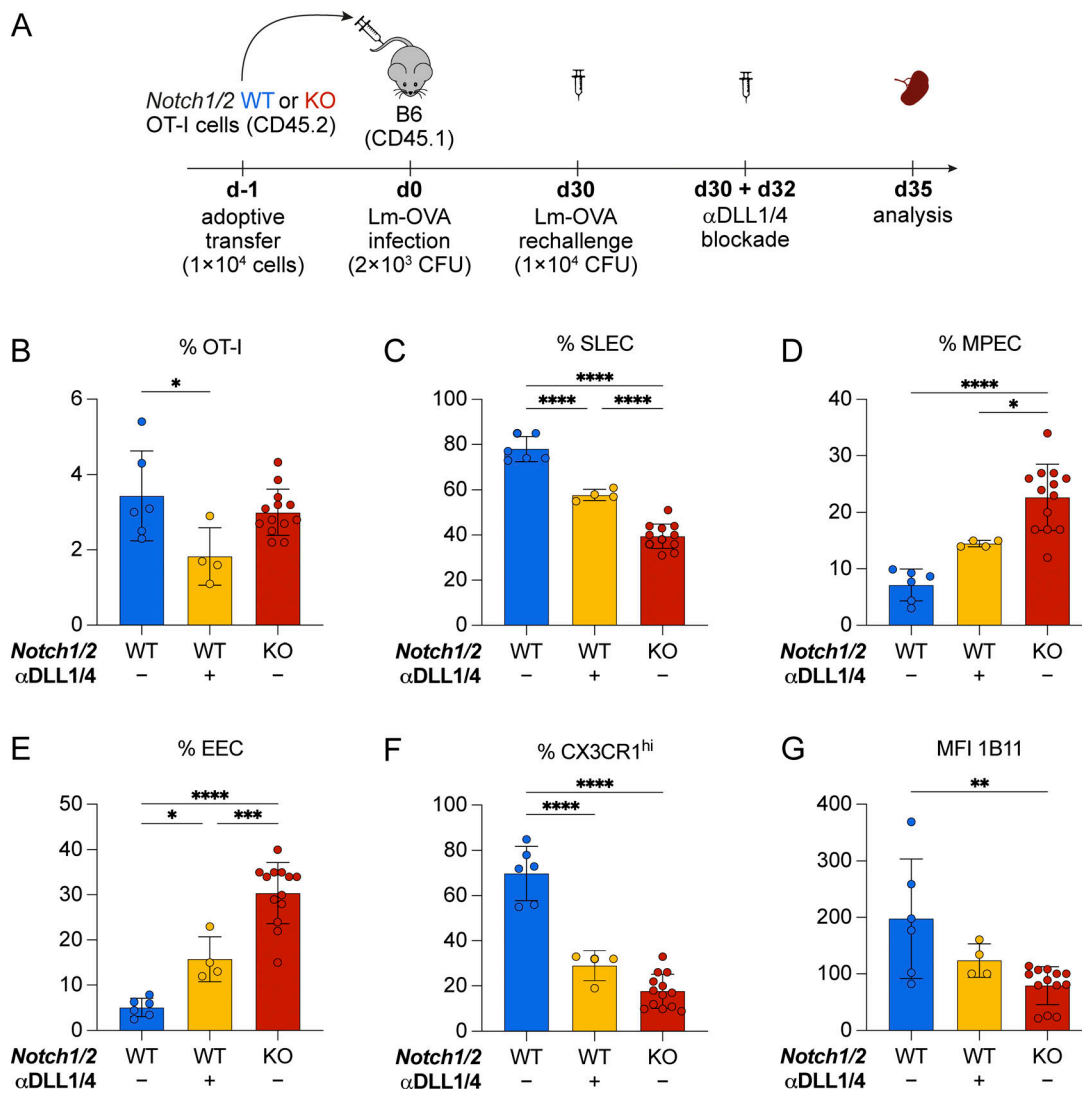 A
Notch1/2 WT or KO
OT-I cells (CD45.2)
B6
(CD45.1)
d-1
adoptive
transfer
(1×10⁴ cells)
d0
Lm-OVA
infection
(2×10³ CFU)
d30
Lm-OVA
rechallenge
(1×10⁴ CFU)
d30 + d32
αDLL1/4
blockade
d35
analysis
B
% OT-I
*
6
4
2
0
Notch1/2 WT WT KO
αDLL1/4 – + –
C
% SLEC
****
**** ****
100
80
60
40
20
0
Notch1/2 WT WT KO
αDLL1/4 – + –
D
% MPEC
****
*
40
30
20
10
0
Notch1/2 WT WT KO
αDLL1/4 – + –
E
% EEC
****
* ***
50
40
30
20
10
0
Notch1/2 WT WT KO
αDLL1/4 – + –
F
% CX3CR1ʰⁱ
****
****
100
80
60
40
20
0
Notch1/2 WT WT KO
αDLL1/4 – + –
G
MFI 1B11
**
400
300
200
100
0
Notch1/2 WT WT KO
αDLL1/4 – + –